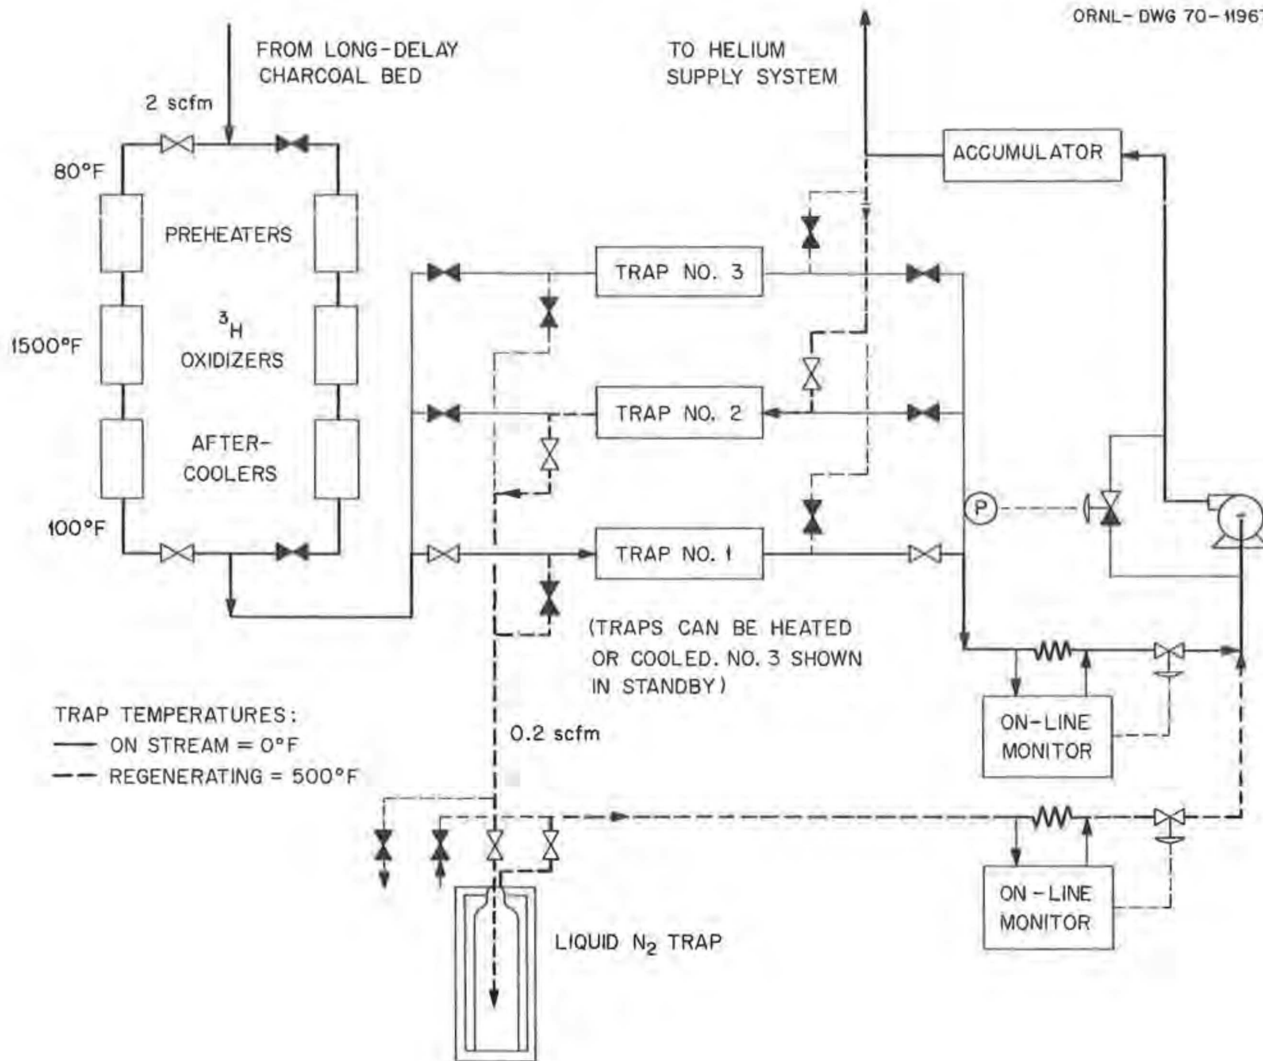 ORNL-DWG 70-11967
FROM LONG-DELAY
CHARCOAL BED
TO HELIUM
SUPPLY SYSTEM
2 scfm
ACCUMULATOR
80°F
PREHEATERS
TRAP NO. 3
³H
OXIDIZERS
1500°F
TRAP NO. 2
AFTER-
COOLERS
P
100°F
TRAP NO. 1
(TRAPS CAN BE HEATED
OR COOLED. NO. 3 SHOWN
IN STANDBY)
TRAP TEMPERATURES:
ON STREAM = 0°F
REGENERATING = 500°F
0.2 scfm
ON-LINE
MONITOR
ON-LINE
MONITOR
LIQUID N₂ TRAP